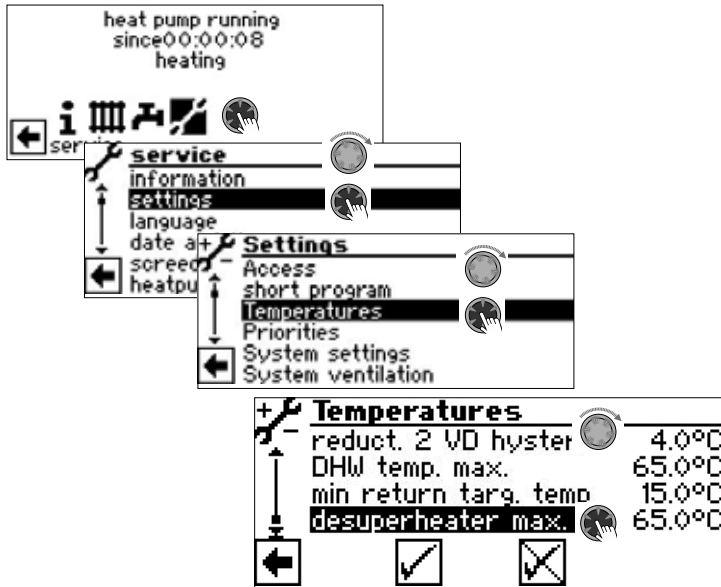 heat pump running
since00:00:08
heating
service
information
settings
language
date a
screed
heatpu
Settings
Access
short program
Temperatures
Priorities
System settings
System ventilation
Temperatures
reduct. 2 VD hyster 4.0°C
DHW temp. max. 65.0°C
min return targ. temp 15.0°C
desuperheater max. 65.0°C